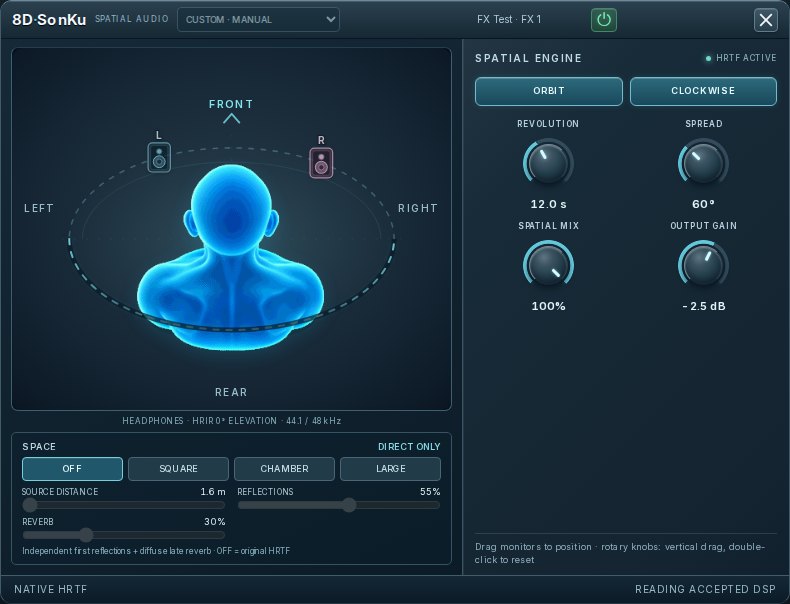 8D·SonKu SPATIAL AUDIO CUSTOM · MANUAL FX Test · FX 1
FRONT
L
R
LEFT
RIGHT
REAR
HEADPHONES · HRIR 0° ELEVATION · 44.1 / 48 kHz
SPACE DIRECT ONLY
OFF SQUARE CHAMBER LARGE
SOURCE DISTANCE 1.6 m REFLECTIONS 55%
REVERB 30%
Independent first reflections + diffuse late reverb · OFF = original HRTF
SPATIAL ENGINE HRTF ACTIVE
ORBIT CLOCKWISE
REVOLUTION SPREAD
12.0 s 60°
SPATIAL MIX OUTPUT GAIN
100% -2.5 dB
Drag monitors to position · rotary knobs: vertical drag, double-
click to reset
NATIVE HRTF READING ACCEPTED DSP